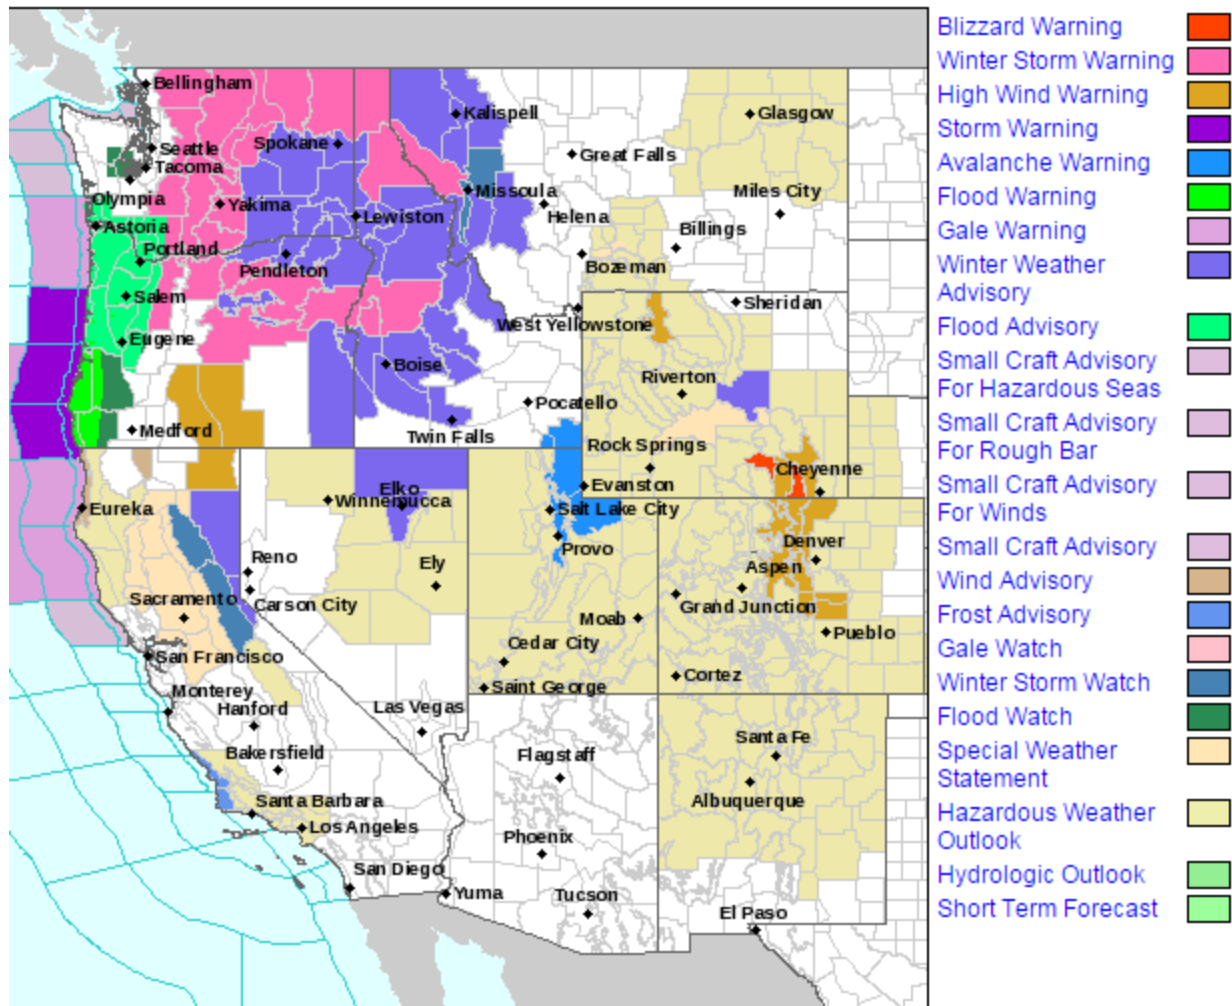 Bellingham
Kalispell
Glasgow
Spokane
Seattle
Great Falls
Tacoma
Missoula
Miles City
Olympia
Yakima
Lewiston
Helena
Astoria
Billings
Portland
Pendleton
Bozeman
Salem
Sheridan
West Yellowstone
Eugene
Boise
Riverton
Pocatello
Medford
Twin Falls
Rock Springs
Cheyenne
Elko
Evanston
Winnemucca
Eureka
Salt Lake City
Provo
Denver
Reno
Ely
Aspen
Sacramento
Carson City
Grand Junction
Moab
Pueblo
Cedar City
San Francisco
Cortez
Saint George
Monterey
Hanford
Las Vegas
Santa Fe
Bakersfield
Flagstaff
Santa Barbara
Albuquerque
Los Angeles
Phoenix
San Diego
Yuma
Tucson
El Paso
Blizzard Warning
Winter Storm Warning
High Wind Warning
Storm Warning
Avalanche Warning
Flood Warning
Gale Warning
Winter Weather
Advisory
Flood Advisory
Small Craft Advisory
For Hazardous Seas
Small Craft Advisory
For Rough Bar
Small Craft Advisory
For Winds
Small Craft Advisory
Wind Advisory
Frost Advisory
Gale Watch
Winter Storm Watch
Flood Watch
Special Weather
Statement
Hazardous Weather
Outlook
Hydrologic Outlook
Short Term Forecast